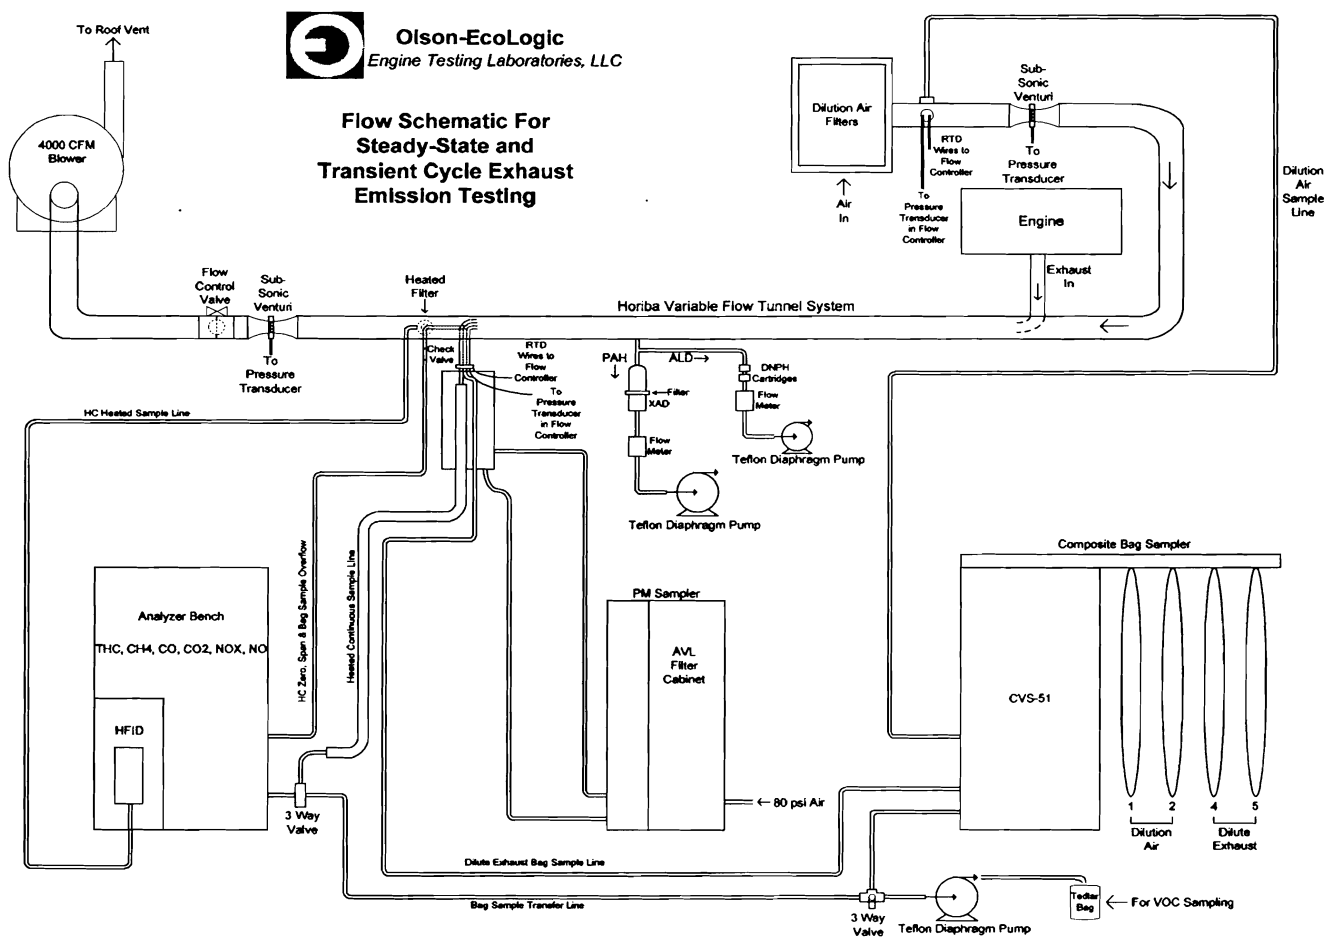 To Roof Vent
Olson-EcoLogic
Engine Testing Laboratories, LLC
Flow Schematic For
Steady-State and
Transient Cycle Exhaust
Emission Testing
4000 CFM
Blower
Dilution Air
Filters
Sub-
Sonic
Venturi
RTD
Wires to
Flow
Controller
To
Pressure
Transducer
Air
In
To
Pressure
Transducer
in Flow
Controller
Engine
Dilution
Air
Sample
Line
Exhaust
In
Flow
Control
Valve
Sub-
Sonic
Venturi
Heated
Filter
Horiba Variable Flow Tunnel System
To
Pressure
Transducer
Check
Valve
RTD
Wires to
Flow
Controller
To
Pressure
Transducer
in Flow
Controller
PAH
ALD
DNPH
Cartridges
Filter
XAD
Flow
Meter
Flow
Meter
Teflon Diaphragm Pump
Teflon Diaphragm Pump
HC Heated Sample Line
HC Zero, Span & Bag Sample Overflow
Heated Continuous Sample Line
Composite Bag Sampler
Analyzer Bench
THC, CH4, CO, CO2, NOX, NO
HFID
PM Sampler
AVL
Filter
Cabinet
CVS-51
80 psi Air
3 Way
Valve
1 2 4 5
Dilution
Air
Dilute
Exhaust
Dilute Exhaust Bag Sample Line
Bag Sample Transfer Line
3 Way
Valve
Teflon Diaphragm Pump
Tedlar
Bag
For VOC Sampling